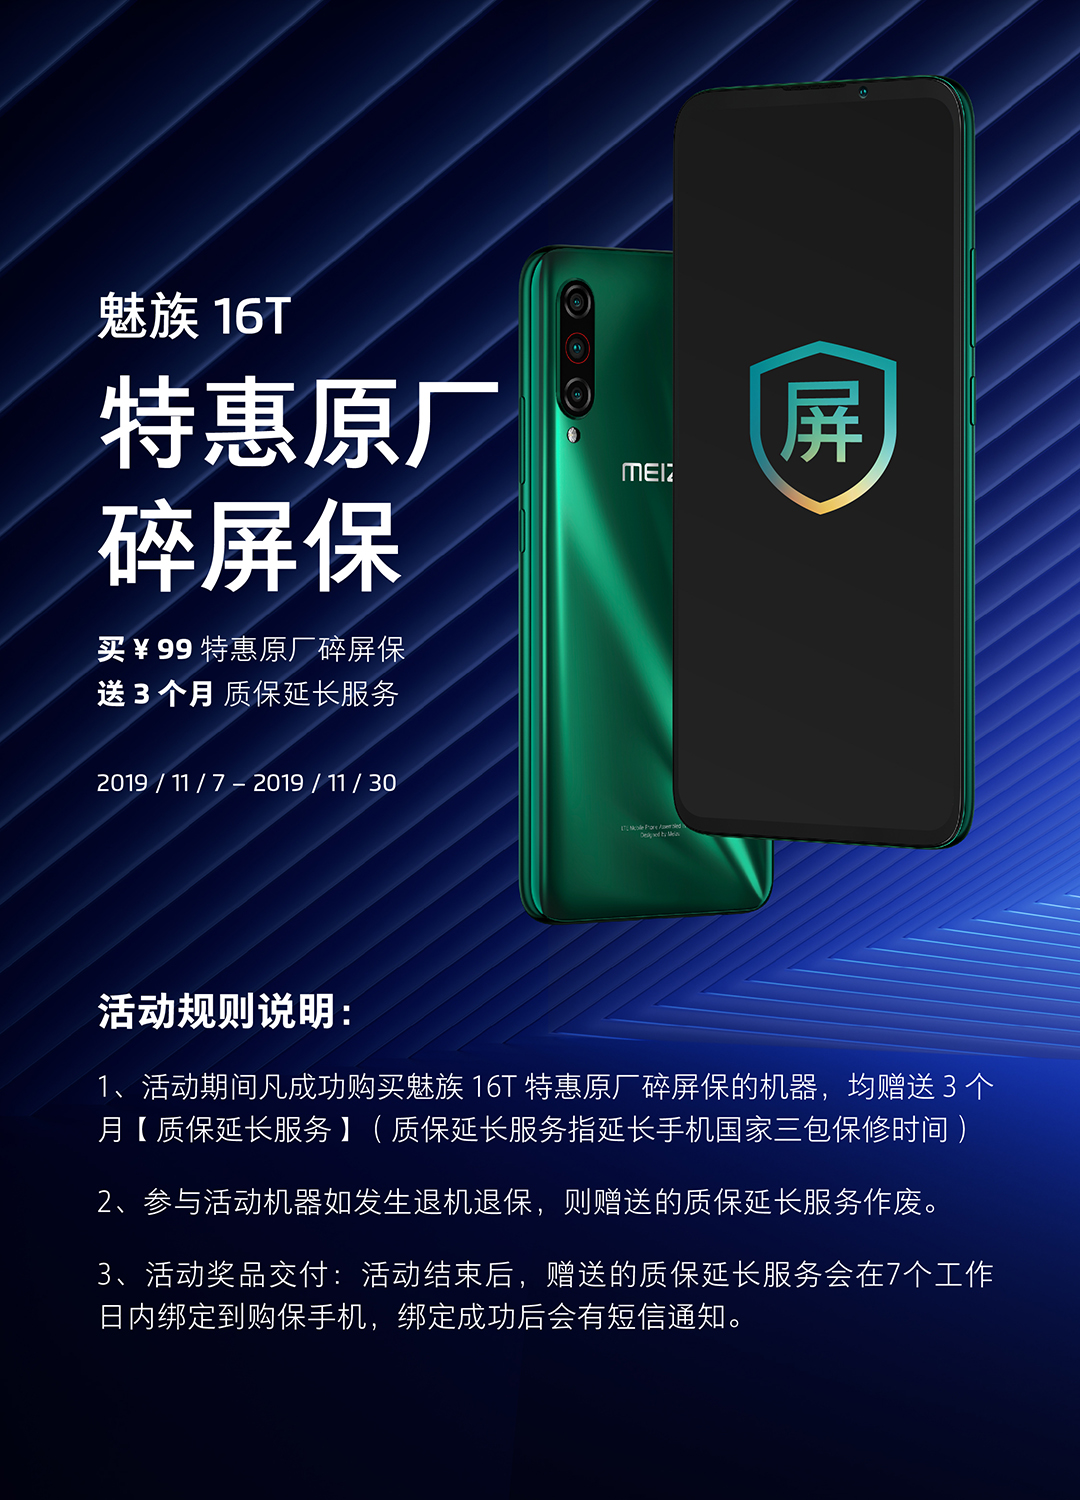 魅族 16T
特惠原厂
碎屏保
买 ¥ 99 特惠原厂碎屏保
送 3 个月 质保延长服务
2019 / 11 / 7 – 2019 / 11 / 30
MEIZ
屏
LTE Mobile Phone Assembled
Designed by Meizu
活动规则说明：
1、活动期间凡成功购买魅族 16T 特惠原厂碎屏保的机器，均赠送 3 个
月【 质保延长服务 】（ 质保延长服务指延长手机国家三包保修时间 ）
2、参与活动机器如发生退机退保，则赠送的质保延长服务作废。
3、活动奖品交付：活动结束后，赠送的质保延长服务会在7个工作
日内绑定到购保手机，绑定成功后会有短信通知。